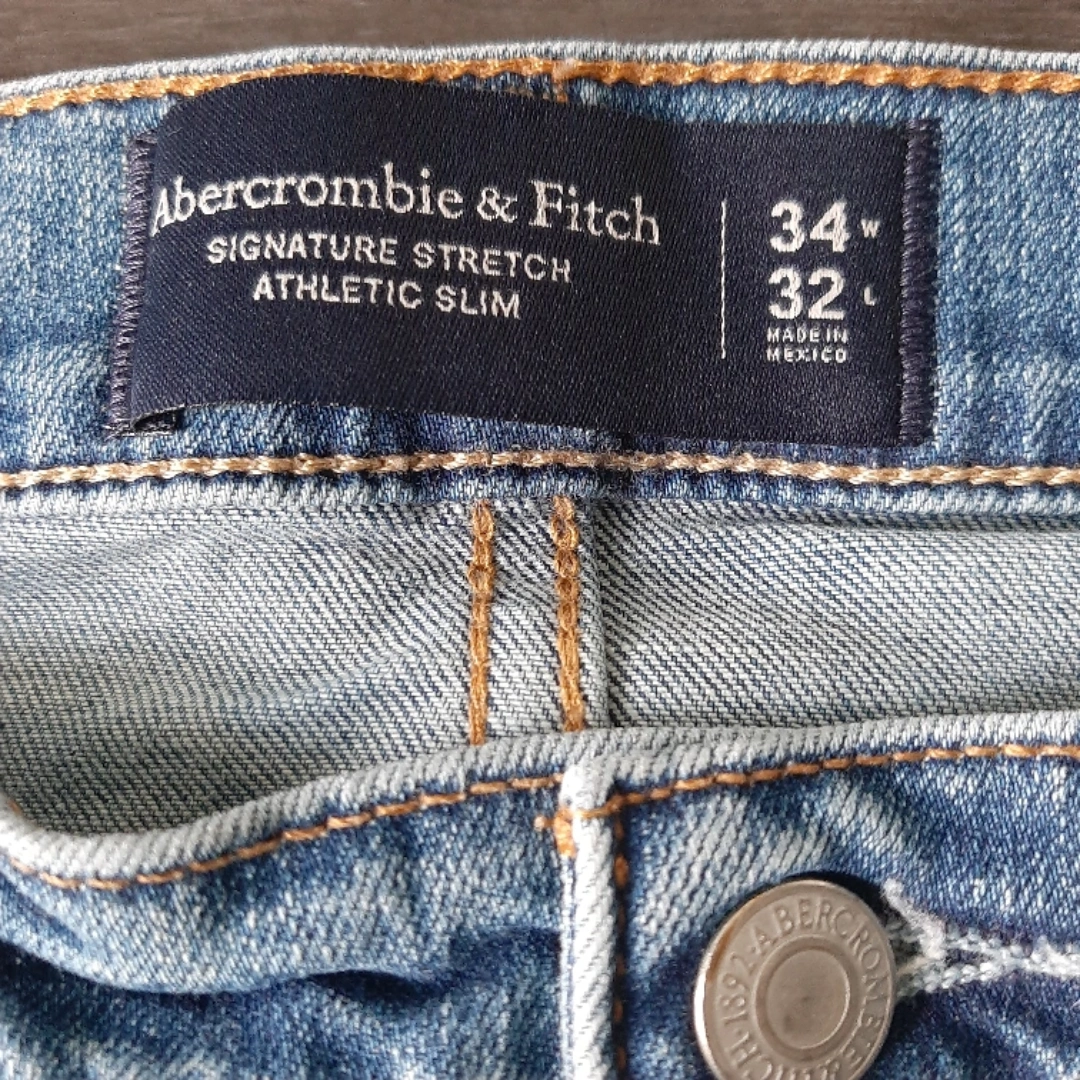 Abercrombie & Fitch
SIGNATURE STRETCH
ATHLETIC SLIM
34 W
32 L
MADE IN
MEXICO
1892·ABERCROMBIE